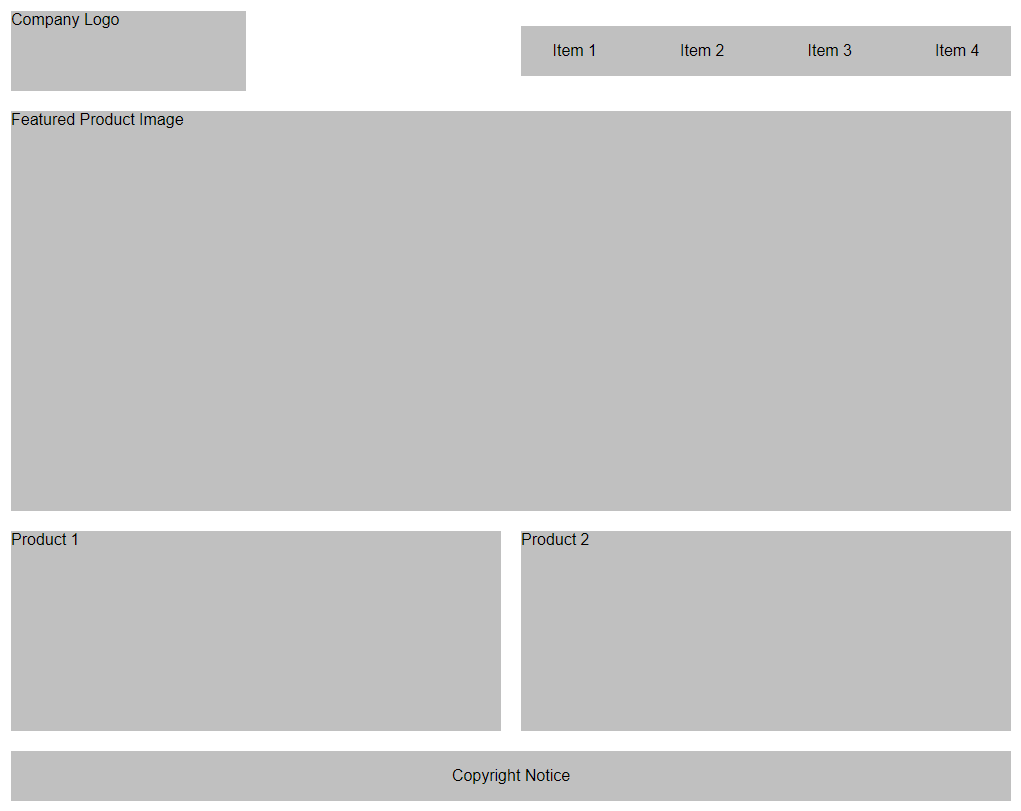 Company Logo
Item 1 Item 2 Item 3 Item 4
Featured Product Image
Product 1 Product 2
Copyright Notice